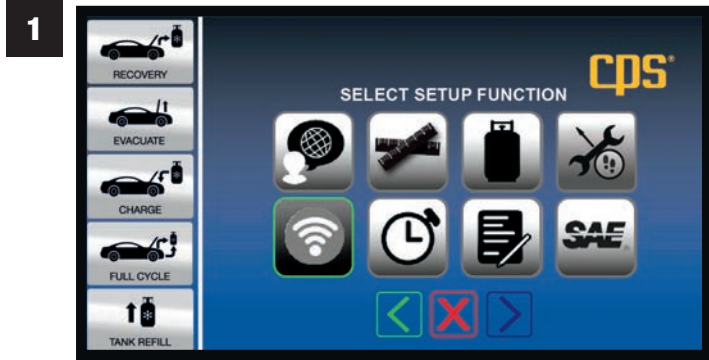 1
RECOVERY
EVACUATE
CHARGE
FULL CYCLE
TANK REFILL
cps®
SELECT SETUP FUNCTION
SAE